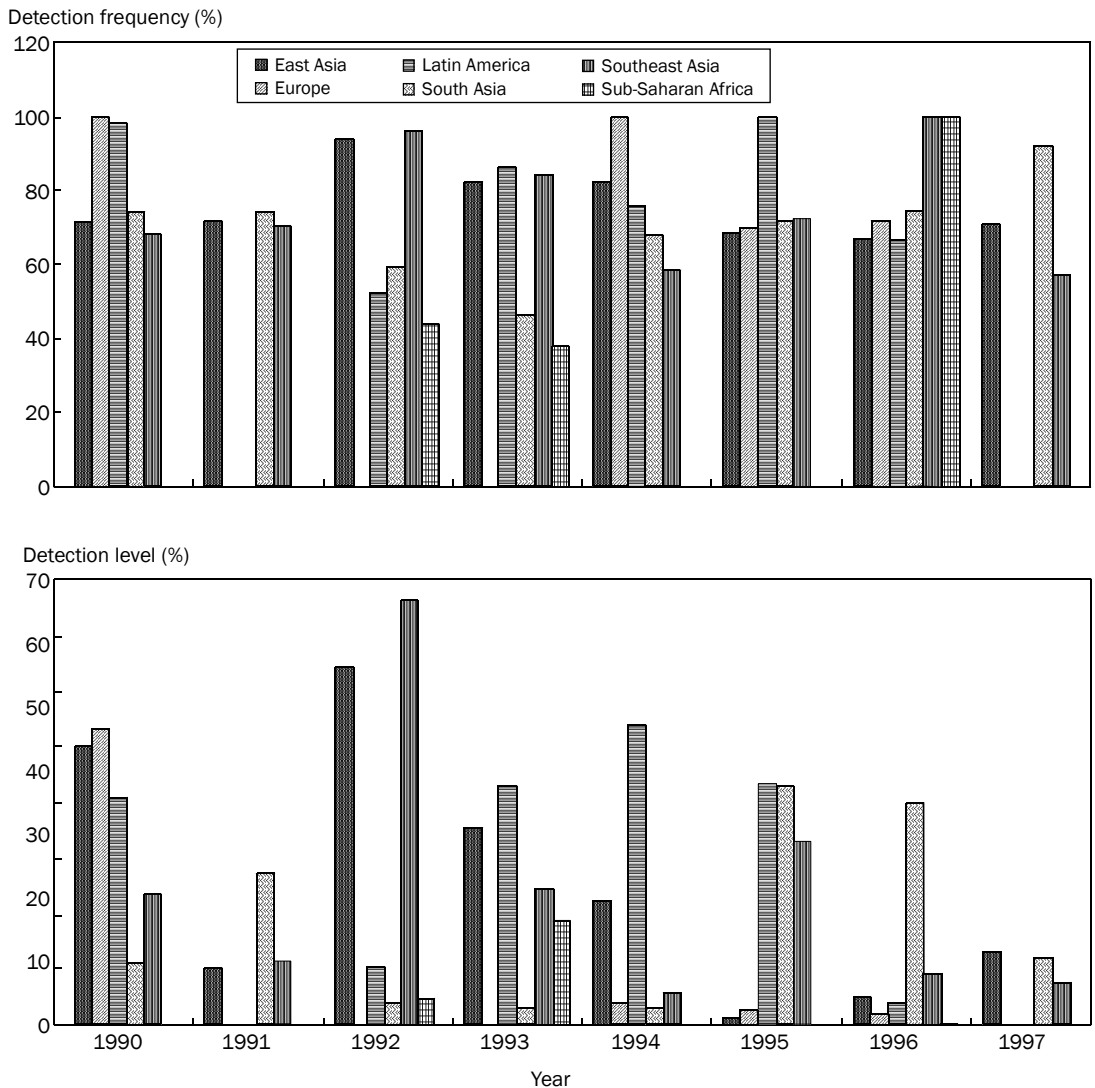 Detection frequency (%)
120
East Asia Latin America Southeast Asia
Europe South Asia Sub-Saharan Africa
100
80
60
40
20
0
Detection level (%)
70
60
50
40
30
20
10
0
1990 1991 1992 1993 1994 1995 1996 1997
Year